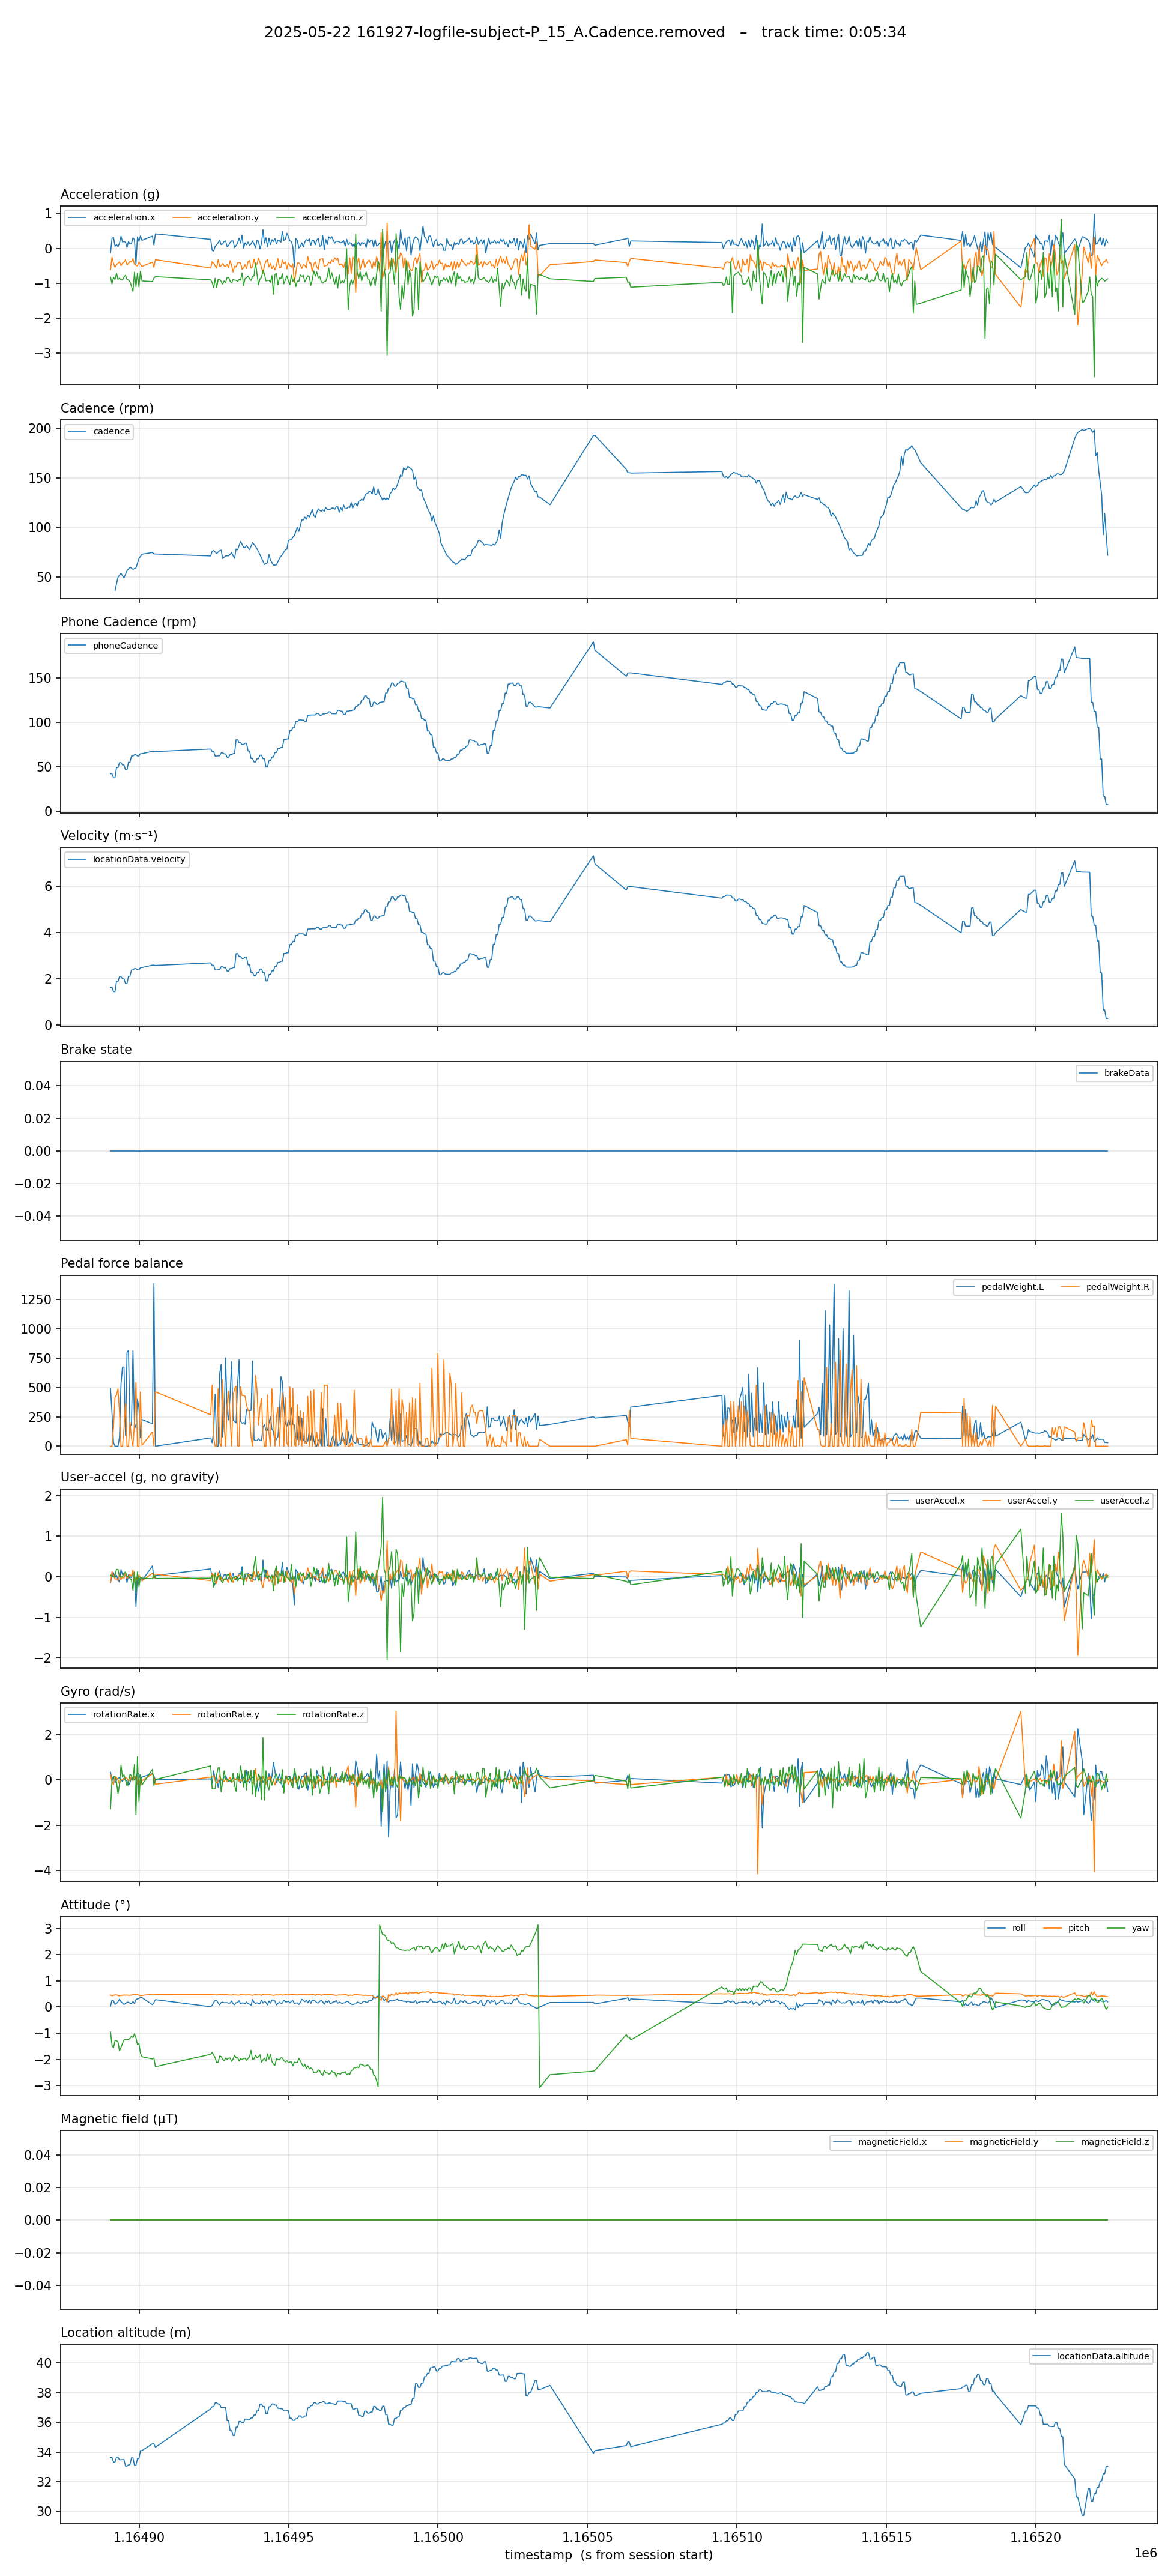 2025-05-22 161927-logfile-subject-P_15_A.Cadence.removed – track time: 0:05:34
Acceleration (g)
acceleration.x acceleration.y acceleration.z
1
0
−1
−2
−3
Cadence (rpm)
cadence
200
150
100
50
Phone Cadence (rpm)
phoneCadence
150
100
50
0
Velocity (m·s⁻¹)
locationData.velocity
6
4
2
0
Brake state
brakeData
0.04
0.02
0.00
−0.02
−0.04
Pedal force balance
pedalWeight.L pedalWeight.R
1250
1000
750
500
250
0
User-accel (g, no gravity)
userAccel.x userAccel.y userAccel.z
2
1
0
−1
−2
Gyro (rad/s)
rotationRate.x rotationRate.y rotationRate.z
2
0
−2
−4
Attitude (°)
roll pitch yaw
3
2
1
0
−1
−2
−3
Magnetic field (µT)
magneticField.x magneticField.y magneticField.z
0.04
0.02
0.00
−0.02
−0.04
Location altitude (m)
locationData.altitude
40
38
36
34
32
30
1.16490 1.16495 1.16500 1.16505 1.16510 1.16515 1.16520
timestamp (s from session start)
1e6